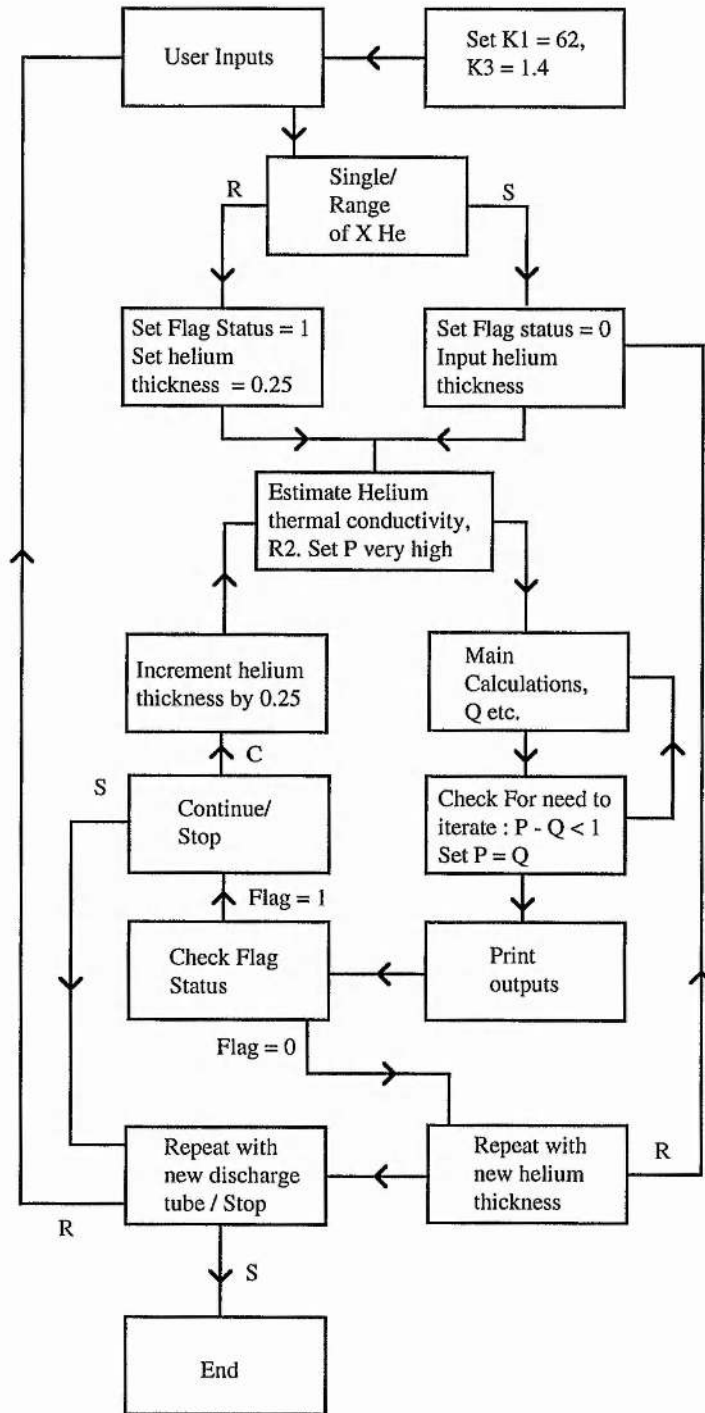 User Inputs
Set K1 = 62,
K3 = 1.4
Single/
Range
of X He
R
S
Set Flag Status = 1
Set helium
thickness = 0.25
Set Flag status = 0
Input helium
thickness
Estimate Helium
thermal conductivity,
R2. Set P very high
Increment helium
thickness by 0.25
Main
Calculations,
Q etc.
C
S
Continue/
Stop
Check For need to
iterate : P - Q < 1
Set P = Q
Flag = 1
Check Flag
Status
Print
outputs
Flag = 0
Repeat with
new discharge
tube / Stop
Repeat with
new helium
thickness
R
R
S
End